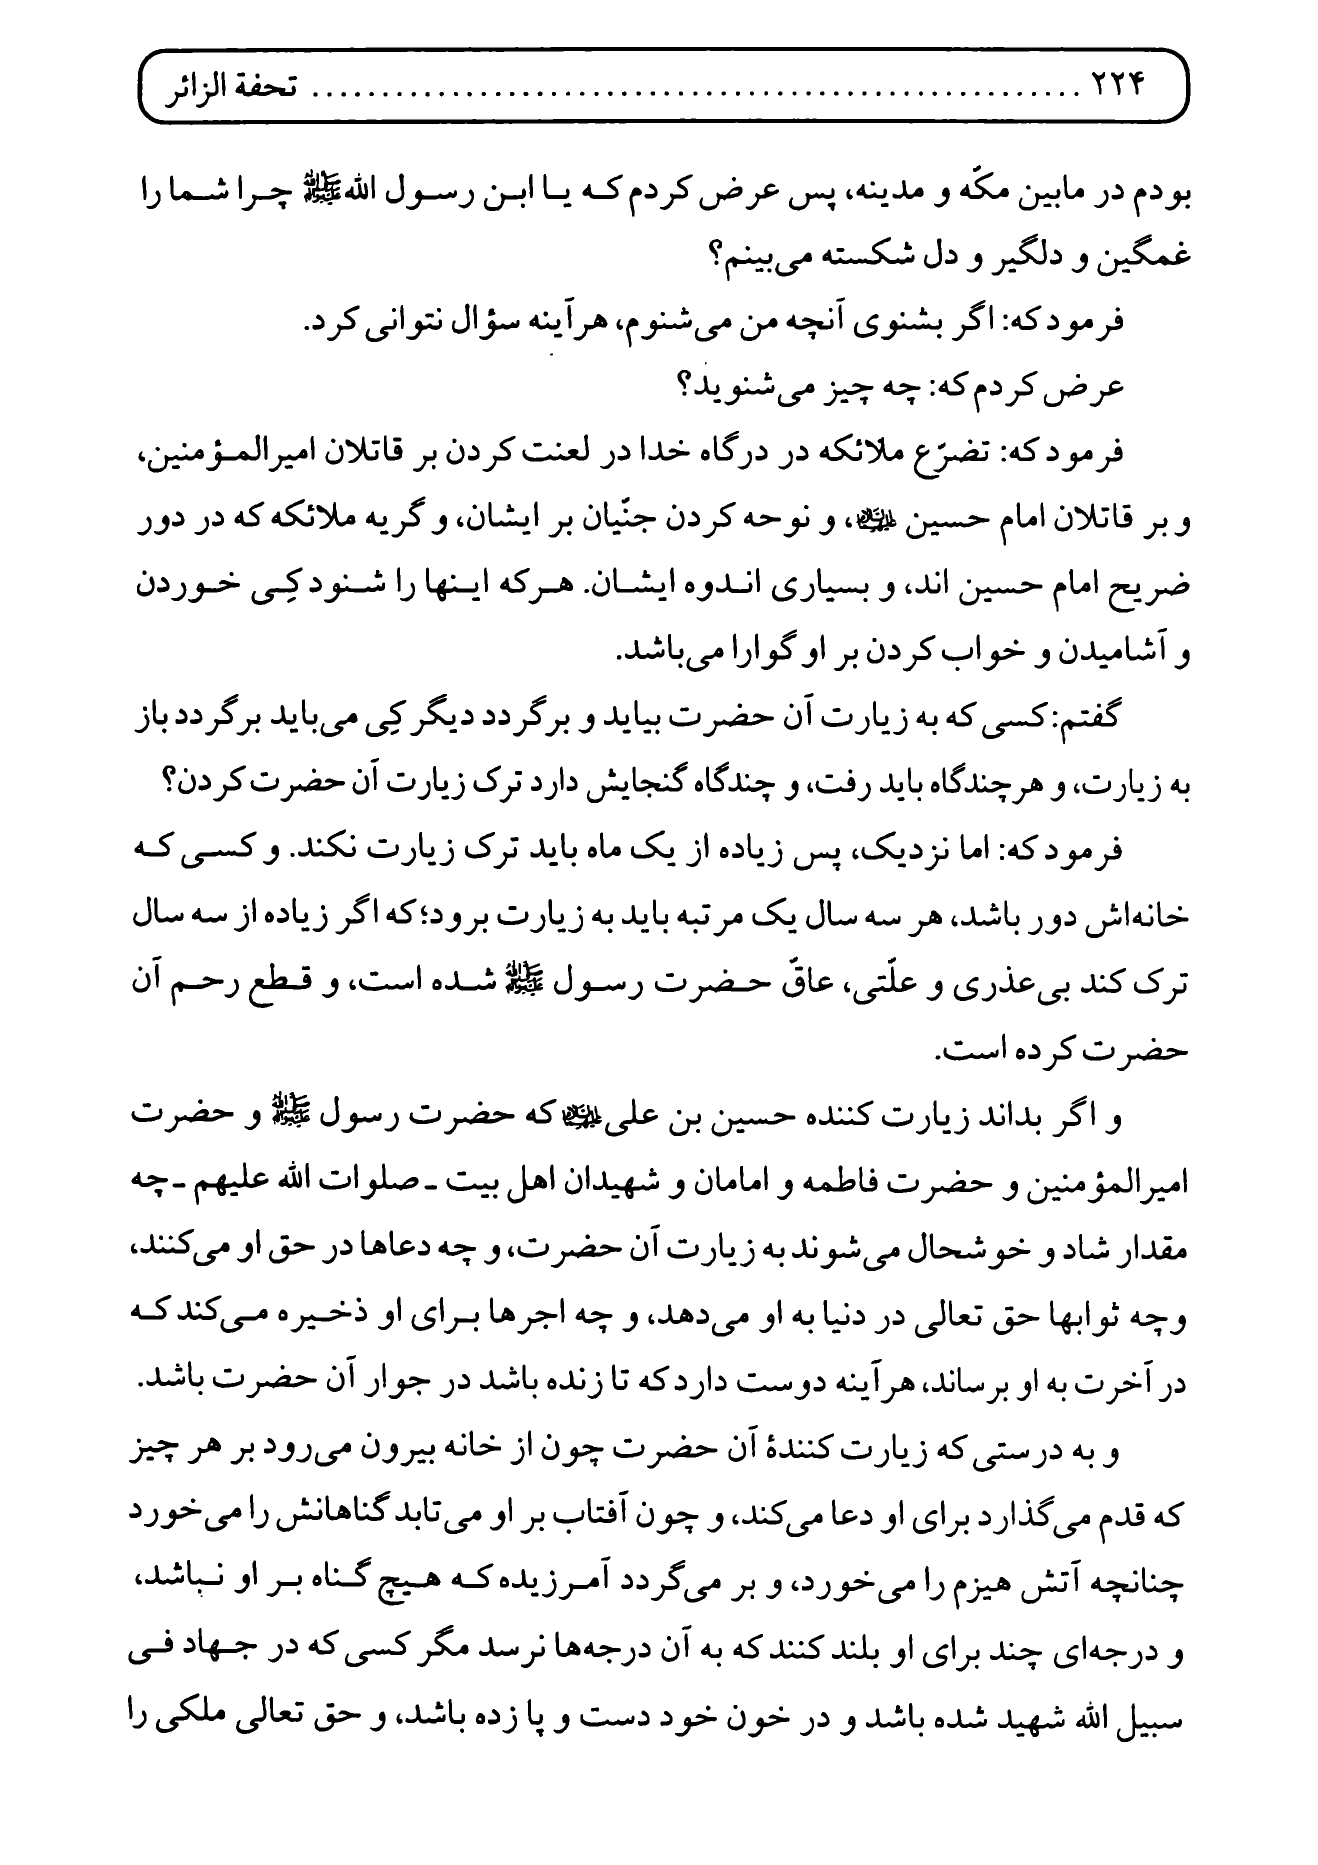 ۲۲۴ ........................................................ تحفة الزائر
بودم در مابین مکّه و مدینه، پس عرض کردم که یا ابن رسول الله ﷺ چرا شما را
غمگین و دلگیر و دل شکسته می‌بینم؟
فرمود که: اگر بشنوی آنچه من می‌شنوم، هرآینه سؤال نتوانی کرد.
عرض کردم که: چه چیز می‌شنوید؟
فرمود که: تضرّع ملائکه در درگاه خدا در لعنت کردن بر قاتلان امیرالمؤمنین،
و بر قاتلان امام حسین علیه‌السلام، و نوحه کردن جنّیان بر ایشان، و گریه ملائکه که در دور
ضریح امام حسین اند، و بسیاری اندوه ایشان. هرکه اینها را شنود کِی خوردن
و آشامیدن و خواب کردن بر او گوارا می‌باشد.
گفتم: کسی که به زیارت آن حضرت بیاید و برگردد دیگر کِی می‌باید برگردد باز
به زیارت، و هرچندگاه باید رفت، و چندگاه گنجایش دارد ترک زیارت آن حضرت کردن؟
فرمود که: اما نزدیک، پس زیاده از یک ماه باید ترک زیارت نکند. و کسی که
خانه‌اش دور باشد، هر سه سال یک مرتبه باید به زیارت برود؛ که اگر زیاده از سه سال
ترک کند بی‌عذری و علّتی، عاقّ حضرت رسول ﷺ شده است، و قطع رحم آن
حضرت کرده است.
و اگر بداند زیارت کننده حسین بن علی علیه‌السلام که حضرت رسول ﷺ و حضرت
امیرالمؤمنین و حضرت فاطمه و امامان و شهیدان اهل بیت ـ صلوات الله علیهم ـ چه
مقدار شاد و خوشحال می‌شوند به زیارت آن حضرت، و چه دعاها در حق او می‌کنند،
وچه ثوابها حق تعالی در دنیا به او می‌دهد، و چه اجرها برای او ذخیره می‌کند که
در آخرت به او برساند، هرآینه دوست دارد که تا زنده باشد در جوار آن حضرت باشد.
و به درستی که زیارت کنندهٔ آن حضرت چون از خانه بیرون می‌رود بر هر چیز
که قدم می‌گذارد برای او دعا می‌کند، و چون آفتاب بر او می‌تابد گناهانش را می‌خورد
چنانچه آتش هیزم را می‌خورد، و بر می‌گردد آمرزیده که هیچ گناه بر او نباشد،
و درجه‌ای چند برای او بلند کنند که به آن درجه‌ها نرسد مگر کسی که در جهاد فی
سبیل الله شهید شده باشد و در خون خود دست و پا زده باشد، و حق تعالی ملکی را